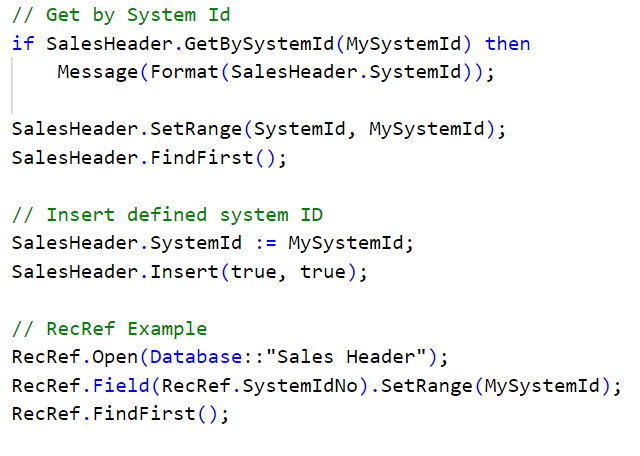 // Get by System Id
if SalesHeader.GetBySystemId(MySystemId) then
Message(Format(SalesHeader.SystemId));
SalesHeader.SetRange(SystemId, MySystemId);
SalesHeader.FindFirst();
// Insert defined system ID
SalesHeader.SystemId := MySystemId;
SalesHeader.Insert(true, true);
// RecRef Example
RecRef.Open(Database::"Sales Header");
RecRef.Field(RecRef.SystemIdNo).SetRange(MySystemId);
RecRef.FindFirst();